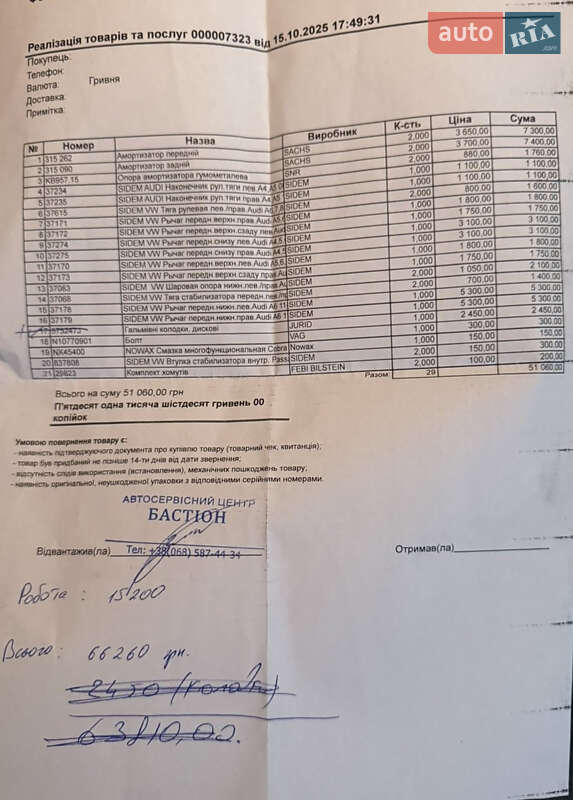 auto RIA .com
Реалізація товарів та послуг 000007323 від 15.10.2025 17:49:31
Покупець:
Телефон:
Валюта: Гривня
Доставка:
Примітка:
№ Номер Назва Виробник К-сть Ціна Сума
1 315 262 Амортизатор передній SACHS 2,000 3 650,00 7 300,00
2 315 090 Амортизатор задній SACHS 2,000 3 700,00 7 400,00
3 KB957.15 Опора амортизатора гумометалева SNR 2,000 880,00 1 760,00
4 37234 SIDEM AUDI Наконечник рул.тяги лев.A4,A5 SIDEM 1,000 1 100,00 1 100,00
5 37235 SIDEM AUDI Наконечник рул.тяги прав.A4,A5 SIDEM 1,000 1 100,00 1 100,00
6 37615 SIDEM VW Тяга рулевая лев./прав.Audi SIDEM 2,000 800,00 1 600,00
7 37171 SIDEM VW Рычаг передн.верхн прав.Audi SIDEM 1,000 1 800,00 1 800,00
8 37172 SIDEM VW Рычаг передн.верхн.сзаду лев.Audi SIDEM 1,000 1 750,00 1 750,00
9 37274 SIDEM VW Рычаг передн.снизу лев.Audi A4,5 SIDEM 1,000 3 100,00 3 100,00
10 37275 SIDEM VW Рычаг передн.снизу прав.Audi A4, SIDEM 1,000 3 100,00 3 100,00
11 37170 SIDEM VW Рычаг передн.верхн лев.Audi SIDEM 1,000 1 800,00 1 800,00
12 37173 SIDEM VW Рычаг передн.верхн сзаду прав.Au SIDEM 1,000 1 750,00 1 750,00
13 37063 SIDEM VW Шаровая опора нижн.лев./прав.A SIDEM 2,000 1 050,00 2 100,00
14 37068 SIDEM VW Тяга стабилизатора передн.лев/п SIDEM 2,000 700,00 1 400,00
15 37178 SIDEM VW Рычаг передн.нижн лев.Audi A6 11 SIDEM 1,000 5 300,00 5 300,00
16 37179 SIDEM VW Рычаг передн.нижн.прав.Audi A6 11 SIDEM 1,000 5 300,00 5 300,00
17 Гальмівні колодки, дискові JURID 1,000 2 450,00 2 450,00
18 N10770901 Болт VAG 1,000 300,00 300,00
19 NX45400 NOWAX Смазка многофункциональная Cobra Nowax 1,000 150,00 150,00
20 837808 SIDEM VW Втулка стабилизатора внутр. Pass SIDEM 2,000 150,00 300,00
21 29823 Комплект хомутів FEBI BILSTEIN 2,000 100,00 200,00
Разом: 29 51 060,00
Всього на суму 51 060,00 грн
П'ятдесят одна тисяча шістдесят гривень 00
копійок
Умовою повернення товару є:
- наявність підтверджуючого документа про купівлю товару (товарний чек, квитанція);
- товар був придбаний не пізніше 14-ти днів від дати звернення;
- відсутність слідів використання (встановлення), механічних пошкоджень товару;
- наявність оригінальної, неушкодженої упаковки з відповідними серійними номерами.
АВТОСЕРВІСНИЙ ЦЕНТР
БАСТІОН
Відвантажив(ла) Тел: +38(068) 587-44-34 Отримав(ла)
Робота : 15200
Всього: 66260 грн.
2450 (колодки)
63810,00.